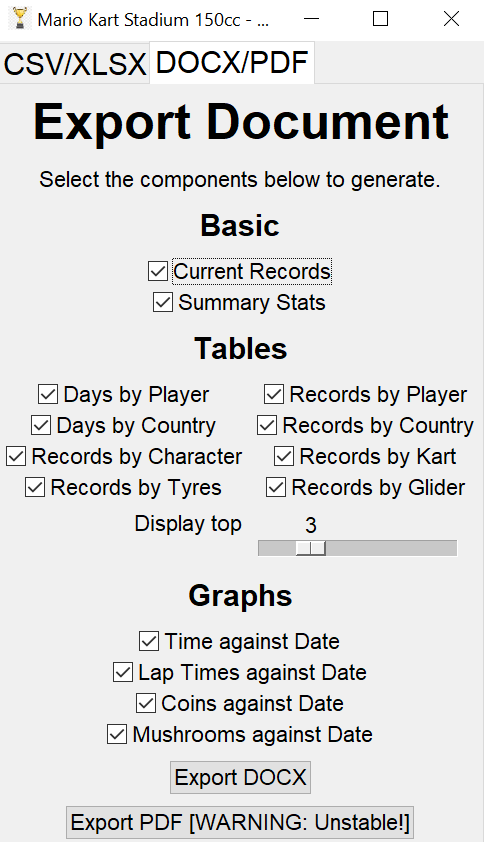 Mario Kart Stadium 150cc - ...
CSV/XLSX DOCX/PDF
Export Document
Select the components below to generate.
Basic
Current Records
Summary Stats
Tables
Days by Player Records by Player
Days by Country Records by Country
Records by Character Records by Kart
Records by Tyres Records by Glider
Display top 3
Graphs
Time against Date
Lap Times against Date
Coins against Date
Mushrooms against Date
Export DOCX
Export PDF [WARNING: Unstable!]